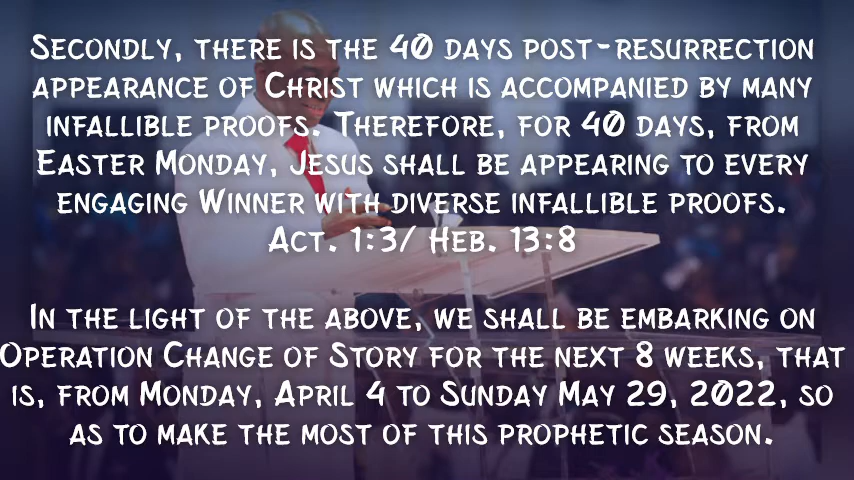 Secondly, there is the 40 days post-resurrection
appearance of Christ which is accompanied by many
infallible proofs. Therefore, for 40 days, from
Easter Monday, Jesus shall be appearing to every
engaging Winner with diverse infallible proofs.
Act. 1:3/ Heb. 13:8
In the light of the above, we shall be embarking on
Operation Change of Story for the next 8 weeks, that
is, from Monday, April 4 to Sunday May 29, 2022, so
as to make the most of this prophetic season.